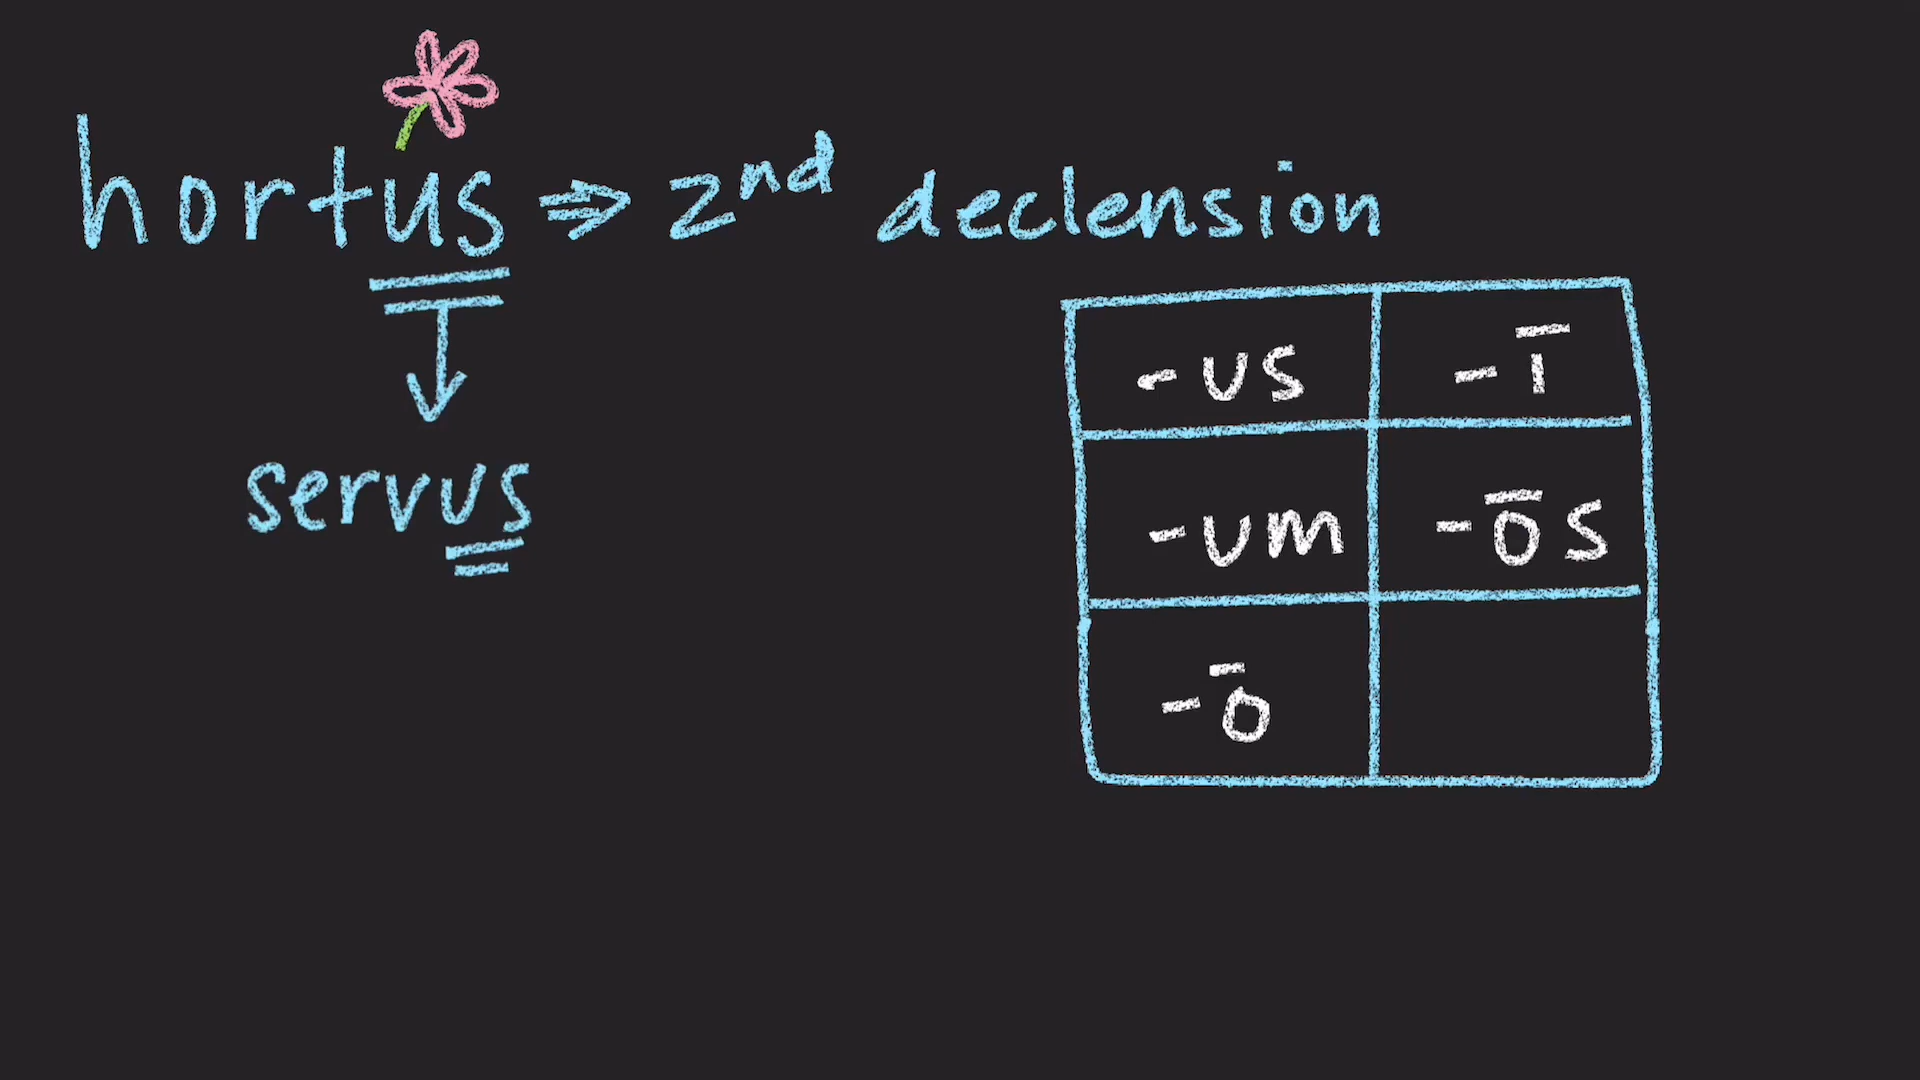 hortus ⇒ 2nd declension
servus
-us -ī
-um -ōs
-ō